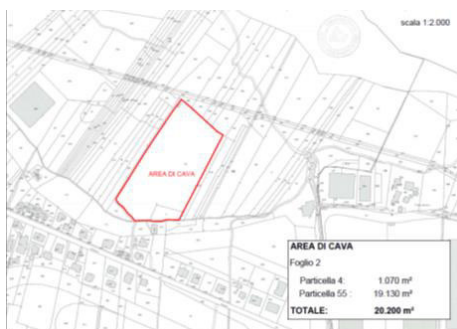 scala 1:2.000
AREA DI CAVA
AREA DI CAVA
Foglio 2
Particella 4: 1.070 m²
Particella 55 : 19.130 m²
TOTALE: 20.200 m²